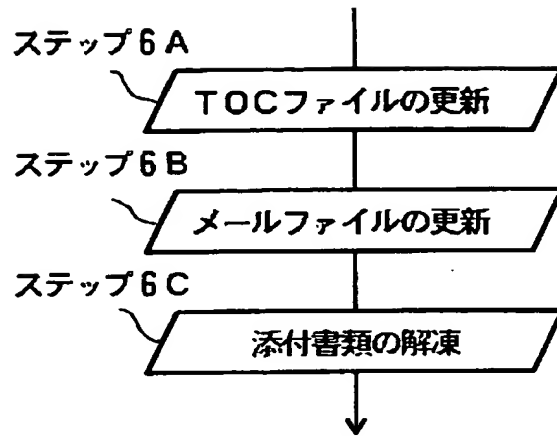 ステップ６Ａ
ＴＯＣファイルの更新
ステップ６Ｂ
メールファイルの更新
ステップ６Ｃ
添付書類の解凍